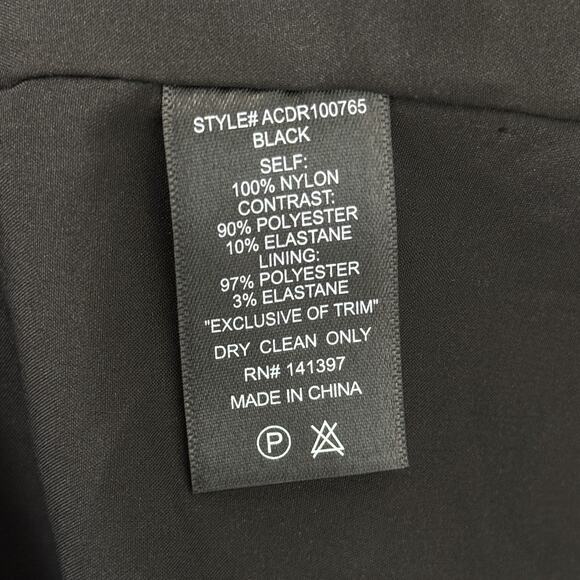 STYLE# ACDR100765
BLACK
SELF:
100% NYLON
CONTRAST:
90% POLYESTER
10% ELASTANE
LINING:
97% POLYESTER
3% ELASTANE
"EXCLUSIVE OF TRIM"
DRY CLEAN ONLY
RN# 141397
MADE IN CHINA
P